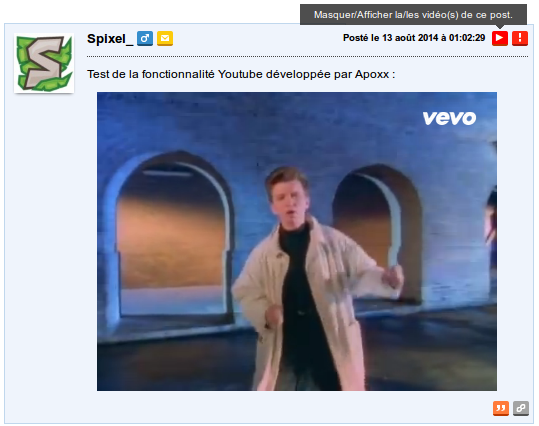 Masquer/Afficher la/les vidéo(s) de ce post.
Spixel_ Posté le 13 août 2014 à 01:02:29
Test de la fonctionnalité Youtube développée par Apoxx :
vevo